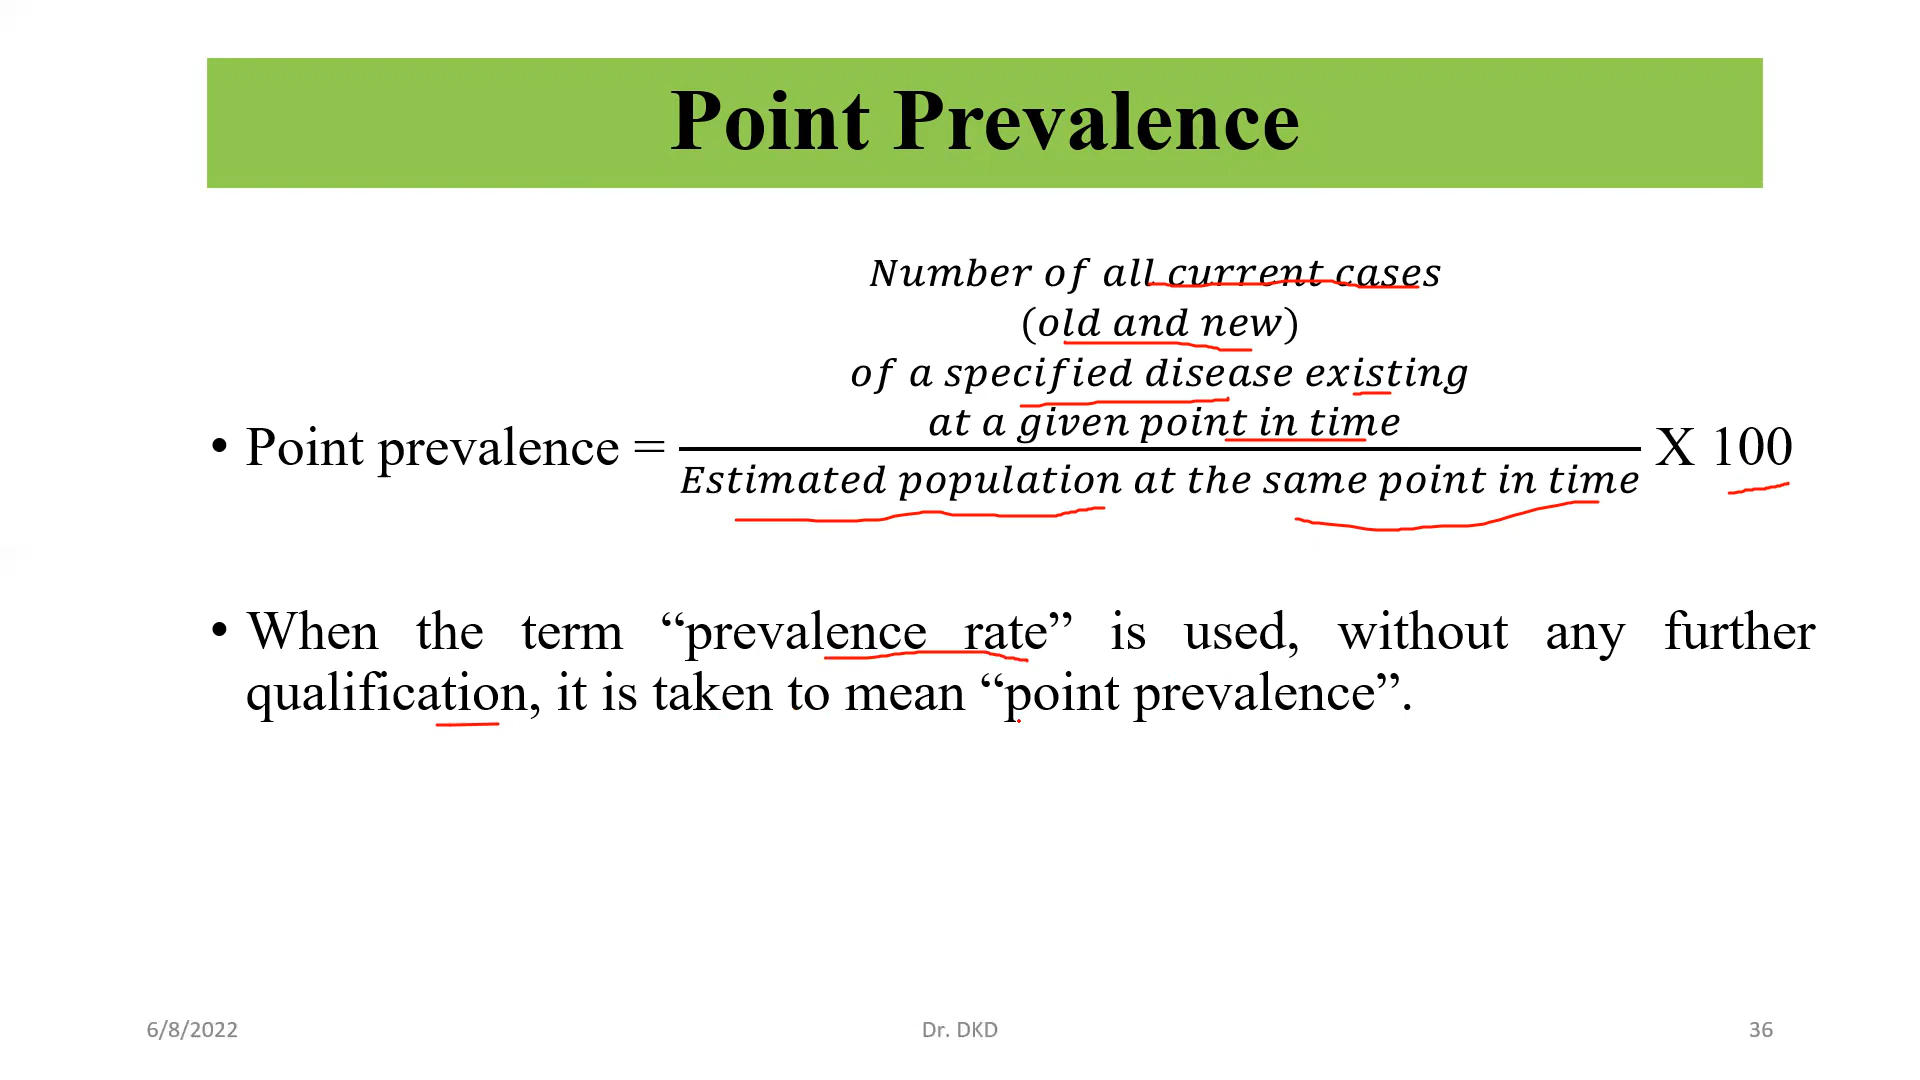 Point Prevalence
Number of all current cases
(old and new)
of a specified disease existing
at a given point in time
• Point prevalence = X 100
Estimated population at the same point in time
• When the term “prevalence rate” is used, without any further
qualification, it is taken to mean “point prevalence”.
6/8/2022 Dr. DKD 36